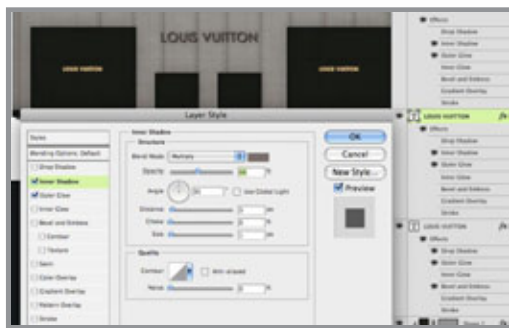 LOUIS VUITTON
LOUIS VUITTON
LOUIS VUITTON
Layer Style
Styles
Blending Options: Default
Drop Shadow
Inner Shadow
Outer Glow
Inner Glow
Bevel and Emboss
Contour
Texture
Satin
Color Overlay
Gradient Overlay
Pattern Overlay
Stroke
Inner Shadow
Structure
Blend Mode: Multiply
Opacity:
%
Angle:
Use Global Light
Distance:
px
Choke:
%
Size:
px
Quality
Contour:
Anti-aliased
Noise:
%
OK
Cancel
New Style...
Preview
Effects
Drop Shadow
Inner Shadow
Outer Glow
Inner Glow
Bevel and Emboss
Gradient Overlay
Stroke
T LOUIS VUITTON fx
Effects
Drop Shadow
Inner Shadow
Outer Glow
Inner Glow
Bevel and Emboss
Gradient Overlay
Stroke
T LOUIS VUITTON fx
Effects
Drop Shadow
Outer Glow
Inner Glow
Bevel and Emboss
Gradient Overlay
Stroke